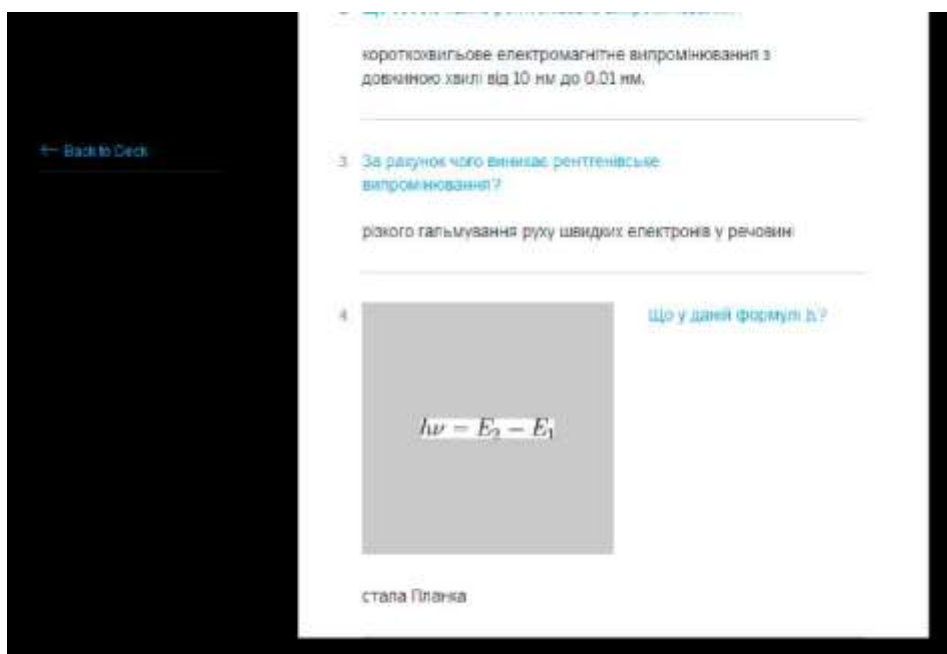 ← Back to Deck
короткохвильове електромагнітне випромінювання з
довжиною хвилі від 10 нм до 0.01 нм.
3. За рахунок чого виникає рентгенівське
випромінювання?
різкого гальмування руху швидких електронів у речовині
4. Що у даній формулі h?
hν = E₂ − E₁
стала Планка